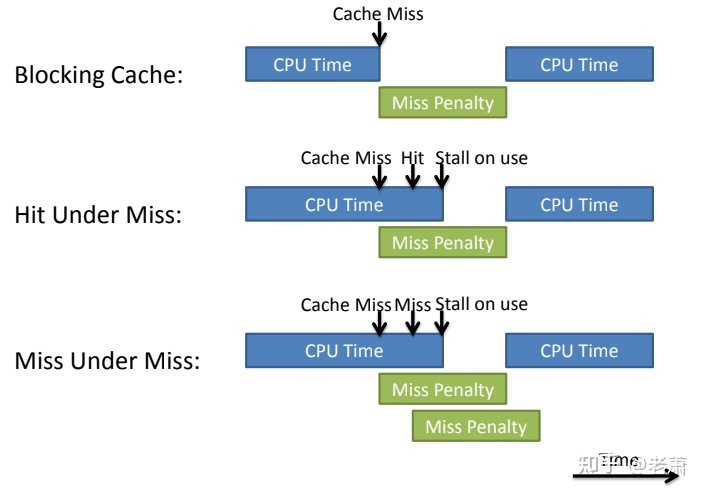 Cache Miss
Blocking Cache:
CPU Time
CPU Time
Miss Penalty
Cache Miss Hit Stall on use
Hit Under Miss:
CPU Time
CPU Time
Miss Penalty
Cache Miss Miss Stall on use
Miss Under Miss:
CPU Time
CPU Time
Miss Penalty
Miss Penalty
Time
知乎 @老萧